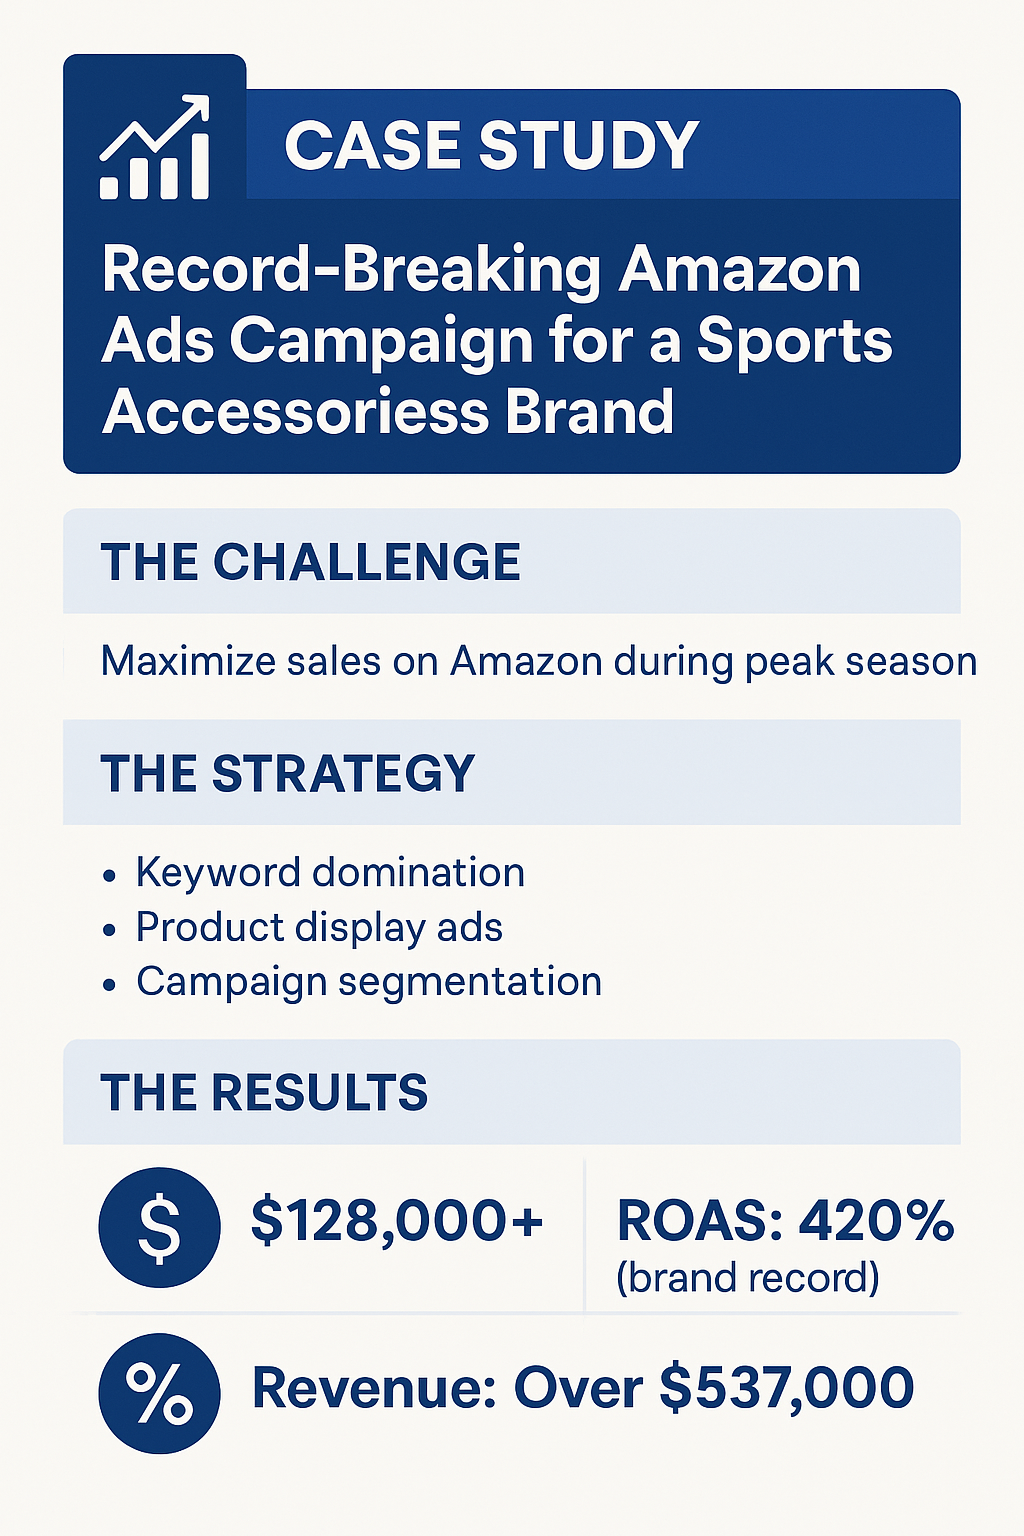 CASE STUDY
Record-Breaking Amazon
Ads Campaign for a Sports
Accessoriess Brand
THE CHALLENGE
Maximize sales on Amazon during peak season
THE STRATEGY
• Keyword domination
• Product display ads
• Campaign segmentation
THE RESULTS
$ $128,000+
ROAS: 420%
(brand record)
% Revenue: Over $537,000